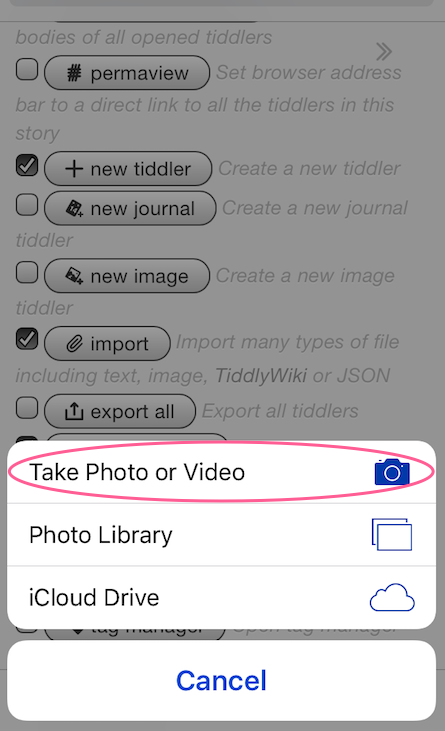 bodies of all opened tiddlers
# permaview Set browser address
bar to a direct link to all the tiddlers in this
story
new tiddler Create a new tiddler
new journal Create a new journal
tiddler
new image Create a new image
tiddler
import Import many types of file
including text, image, TiddlyWiki or JSON
export all Export all tiddlers
Take Photo or Video
Photo Library
iCloud Drive
tag manager Open tag manager
Cancel